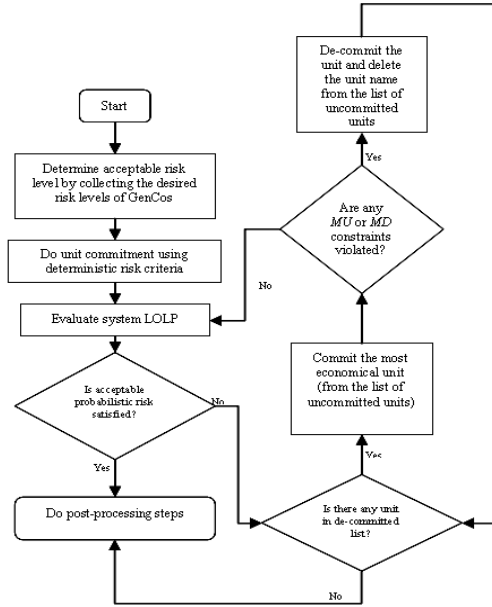 Start
Determine acceptable risk
level by collecting the desired
risk levels of GenCos
Do unit commitment using
deterministic risk criteria
Evaluate system LOLP
Is acceptable
probabilistic risk
satisfied?
No
Yes
Do post-processing steps
De-commit the
unit and delete
the unit name
from the list of
uncommitted
units
Yes
Are any
MU or MD
constraints
violated?
No
Commit the most
economical unit
(from the list of
uncommitted units)
Yes
Is there any unit
in de-committed
list?
No